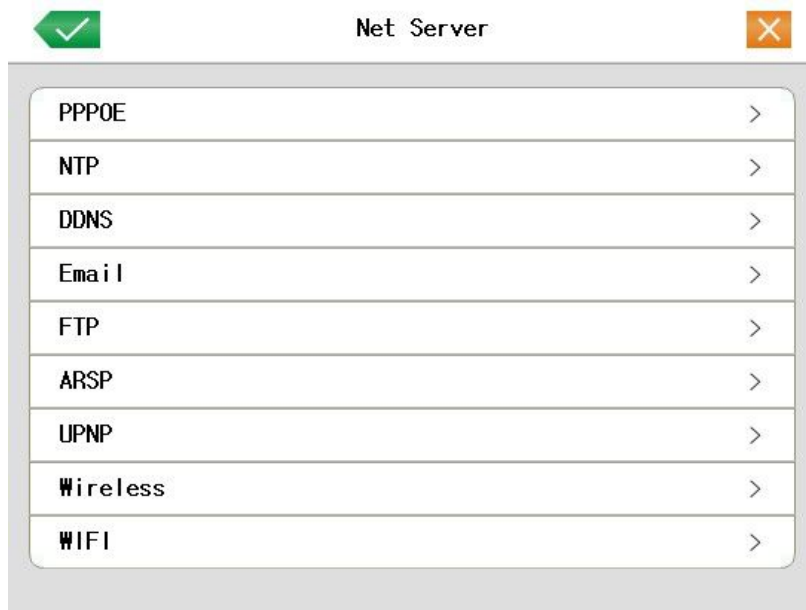 Net Server
PPPOE
NTP
DDNS
Email
FTP
ARSP
UPNP
Wireless
WIFI